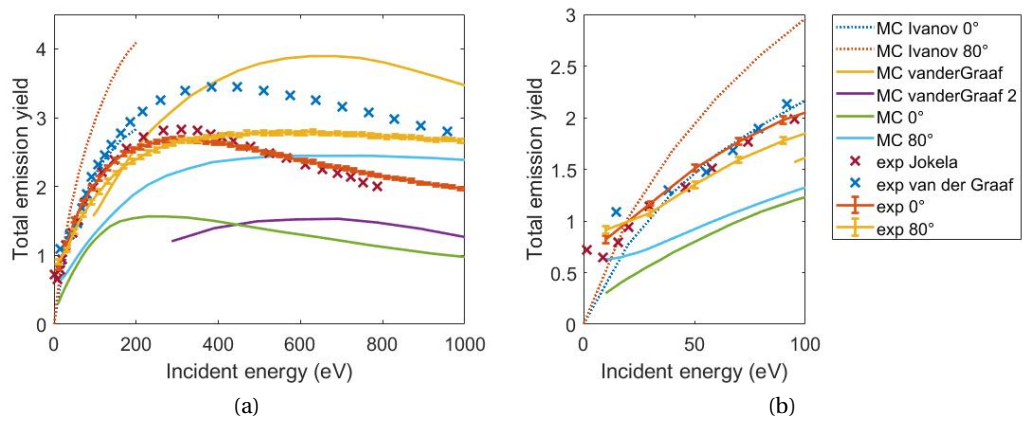 4
3
2
1
0
Total emission yield
0
200
400
600
800
1000
Incident energy (eV)
(a)
3
2.5
2
1.5
1
0.5
0
Total emission yield
0
50
100
Incident energy (eV)
(b)
MC Ivanov 0°
MC Ivanov 80°
MC vanderGraaf
MC vanderGraaf 2
MC 0°
MC 80°
exp Jokela
exp van der Graaf
exp 0°
exp 80°